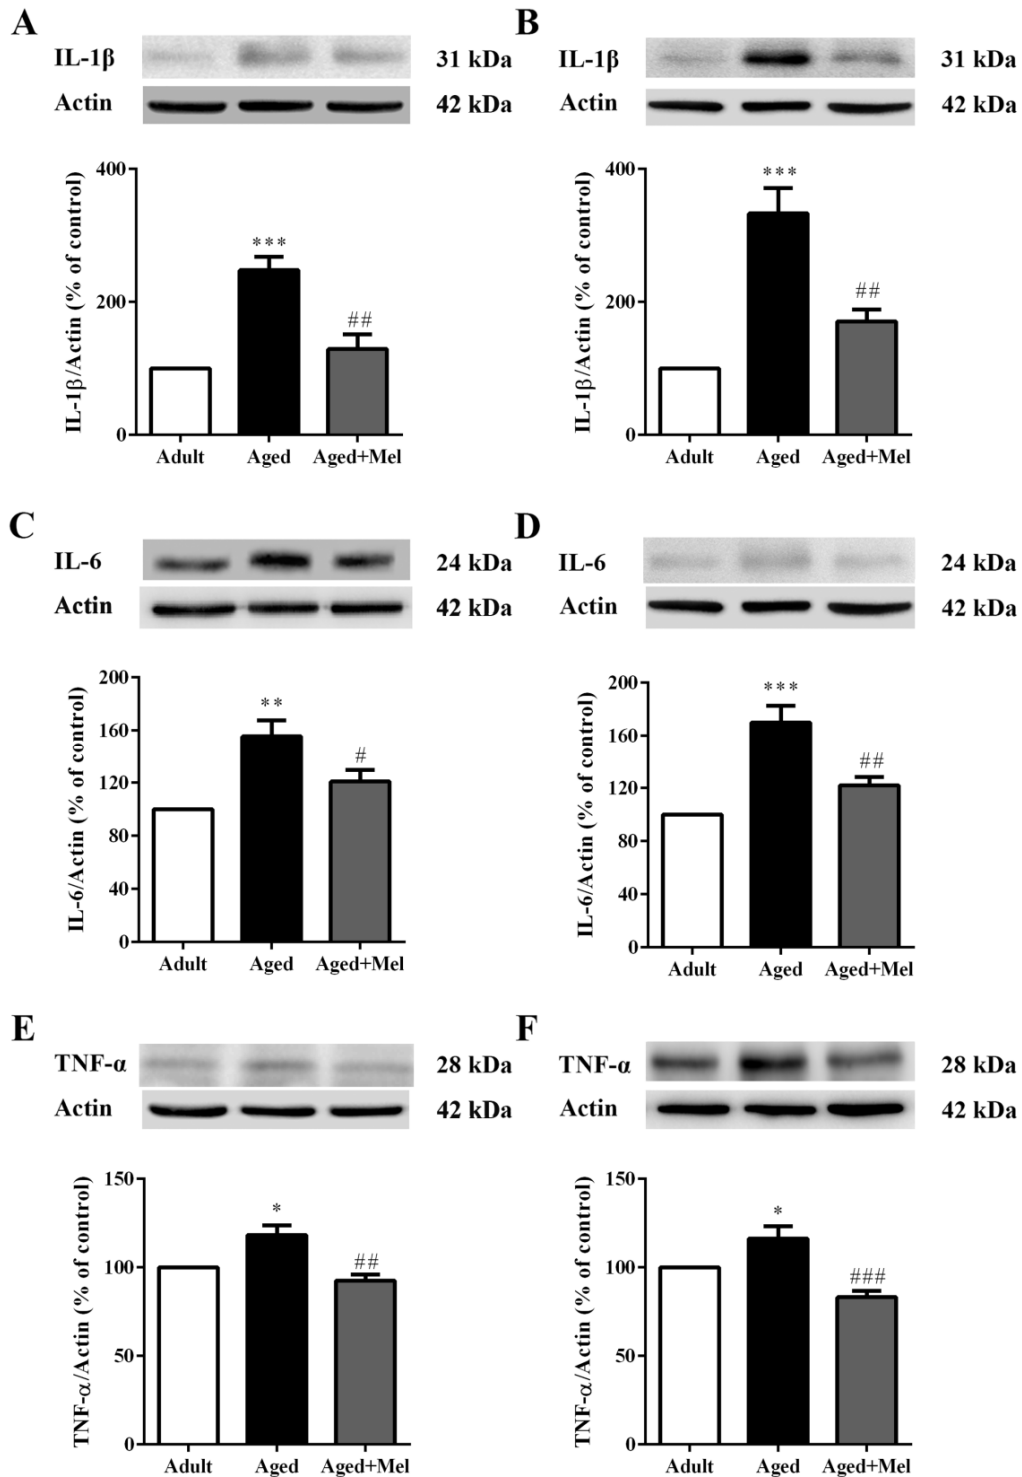 A
B
IL-1β
31 kDa
IL-1β
31 kDa
Actin
42 kDa
Actin
42 kDa
IL-1β/Actin (% of control)
400
200
0
***
##
Adult
Aged
Aged+Mel
IL-1β/Actin (% of control)
400
200
0
***
##
Adult
Aged
Aged+Mel
C
D
IL-6
24 kDa
IL-6
24 kDa
Actin
42 kDa
Actin
42 kDa
IL-6/Actin (% of control)
200
160
120
80
40
0
**
#
Adult
Aged
Aged+Mel
IL-6/Actin (% of control)
200
160
120
80
40
0
***
##
Adult
Aged
Aged+Mel
E
F
TNF-α
28 kDa
TNF-α
28 kDa
Actin
42 kDa
Actin
42 kDa
TNF-α/Actin (% of control)
150
100
50
0
*
##
Adult
Aged
Aged+Mel
TNF-α/Actin (% of control)
150
100
50
0
*
###
Adult
Aged
Aged+Mel